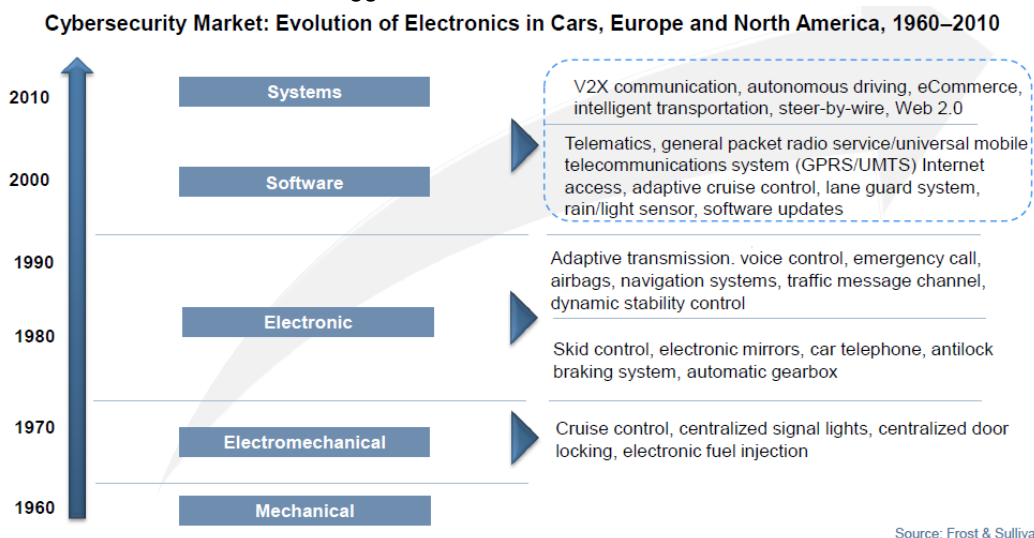 Cybersecurity Market: Evolution of Electronics in Cars, Europe and North America, 1960–2010
2010
Systems
V2X communication, autonomous driving, eCommerce,
intelligent transportation, steer-by-wire, Web 2.0
2000
Software
Telematics, general packet radio service/universal mobile
telecommunications system (GPRS/UMTS) Internet
access, adaptive cruise control, lane guard system,
rain/light sensor, software updates
1990
Adaptive transmission. voice control, emergency call,
airbags, navigation systems, traffic message channel,
dynamic stability control
Electronic
1980
Skid control, electronic mirrors, car telephone, antilock
braking system, automatic gearbox
1970
Electromechanical
Cruise control, centralized signal lights, centralized door
locking, electronic fuel injection
1960
Mechanical
Source: Frost & Sulliva